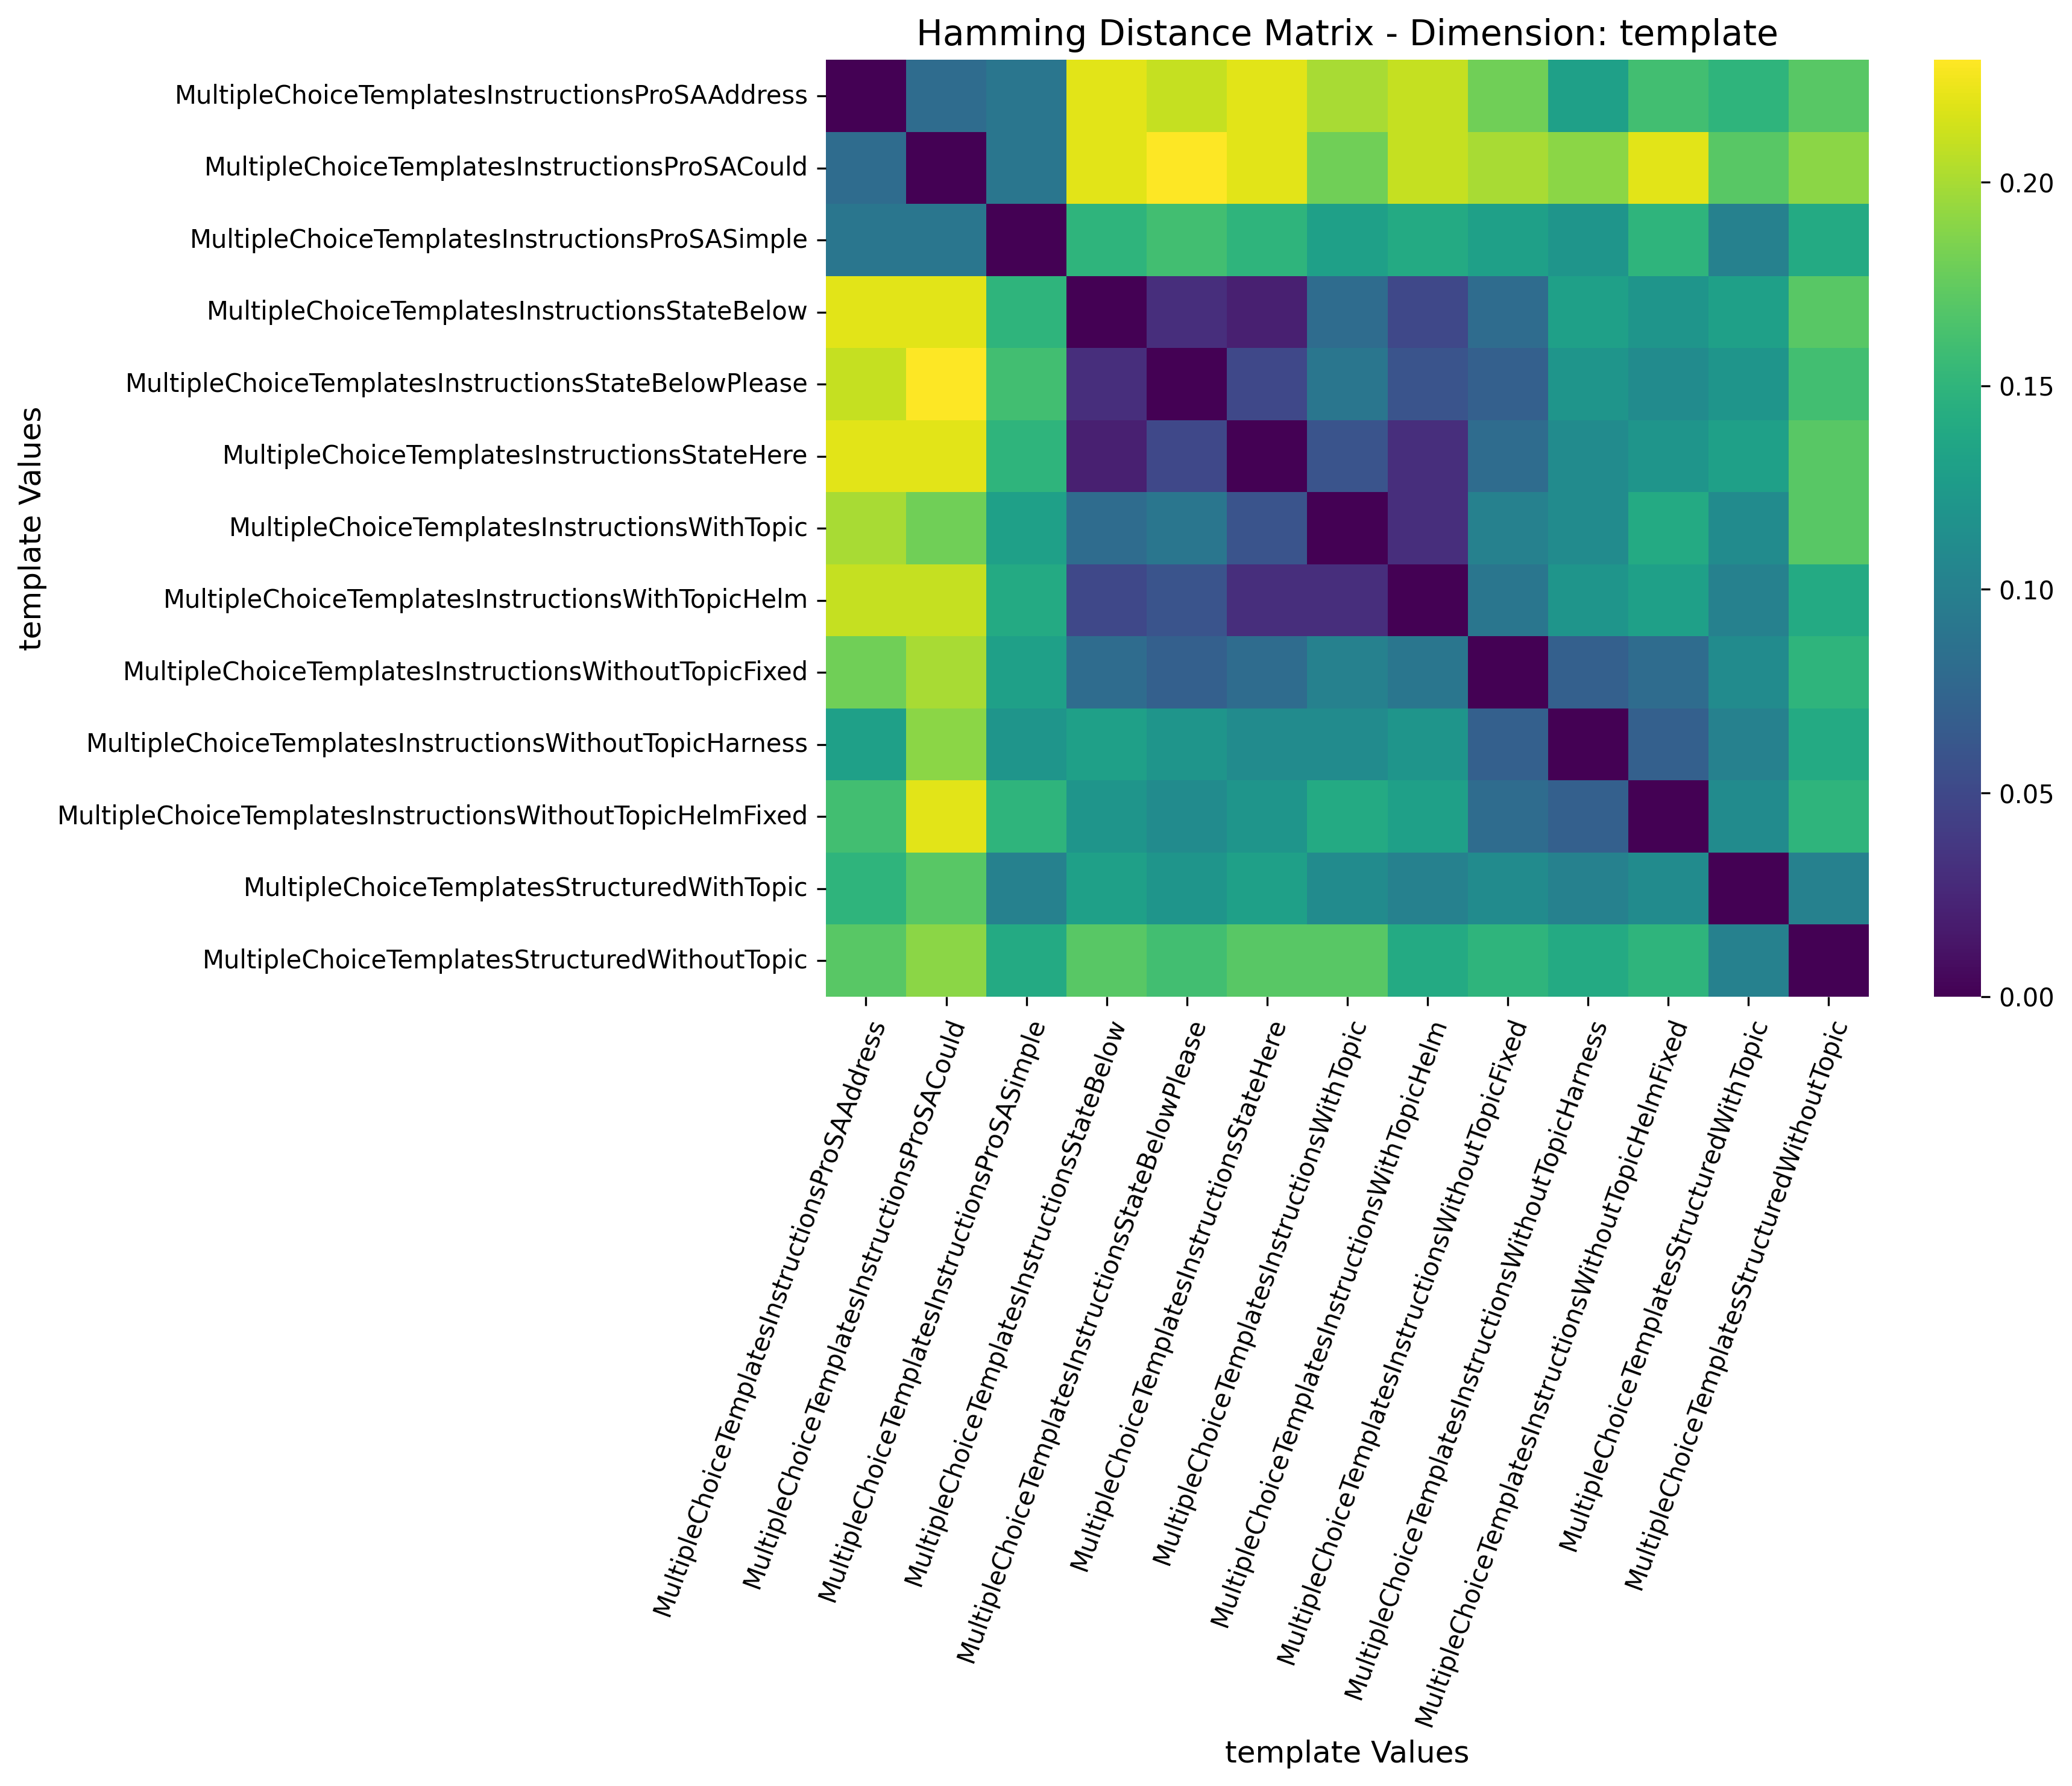 Hamming Distance Matrix - Dimension: template
template Values
MultipleChoiceTemplatesInstructionsProSAAddress
MultipleChoiceTemplatesInstructionsProSACould
MultipleChoiceTemplatesInstructionsProSASimple
MultipleChoiceTemplatesInstructionsStateBelow
MultipleChoiceTemplatesInstructionsStateBelowPlease
MultipleChoiceTemplatesInstructionsStateHere
MultipleChoiceTemplatesInstructionsWithTopic
MultipleChoiceTemplatesInstructionsWithTopicHelm
MultipleChoiceTemplatesInstructionsWithoutTopicFixed
MultipleChoiceTemplatesInstructionsWithoutTopicHarness
MultipleChoiceTemplatesInstructionsWithoutTopicHelmFixed
MultipleChoiceTemplatesStructuredWithTopic
MultipleChoiceTemplatesStructuredWithoutTopic
0.20
0.15
0.10
0.05
0.00
MultipleChoiceTemplatesInstructionsProSAAddress
MultipleChoiceTemplatesInstructionsProSACould
MultipleChoiceTemplatesInstructionsProSASimple
MultipleChoiceTemplatesInstructionsStateBelow
MultipleChoiceTemplatesInstructionsStateBelowPlease
MultipleChoiceTemplatesInstructionsStateHere
MultipleChoiceTemplatesInstructionsWithTopic
MultipleChoiceTemplatesInstructionsWithTopicHelm
MultipleChoiceTemplatesInstructionsWithoutTopicFixed
MultipleChoiceTemplatesInstructionsWithoutTopicHarness
MultipleChoiceTemplatesInstructionsWithoutTopicHelmFixed
MultipleChoiceTemplatesStructuredWithTopic
MultipleChoiceTemplatesStructuredWithoutTopic
template Values